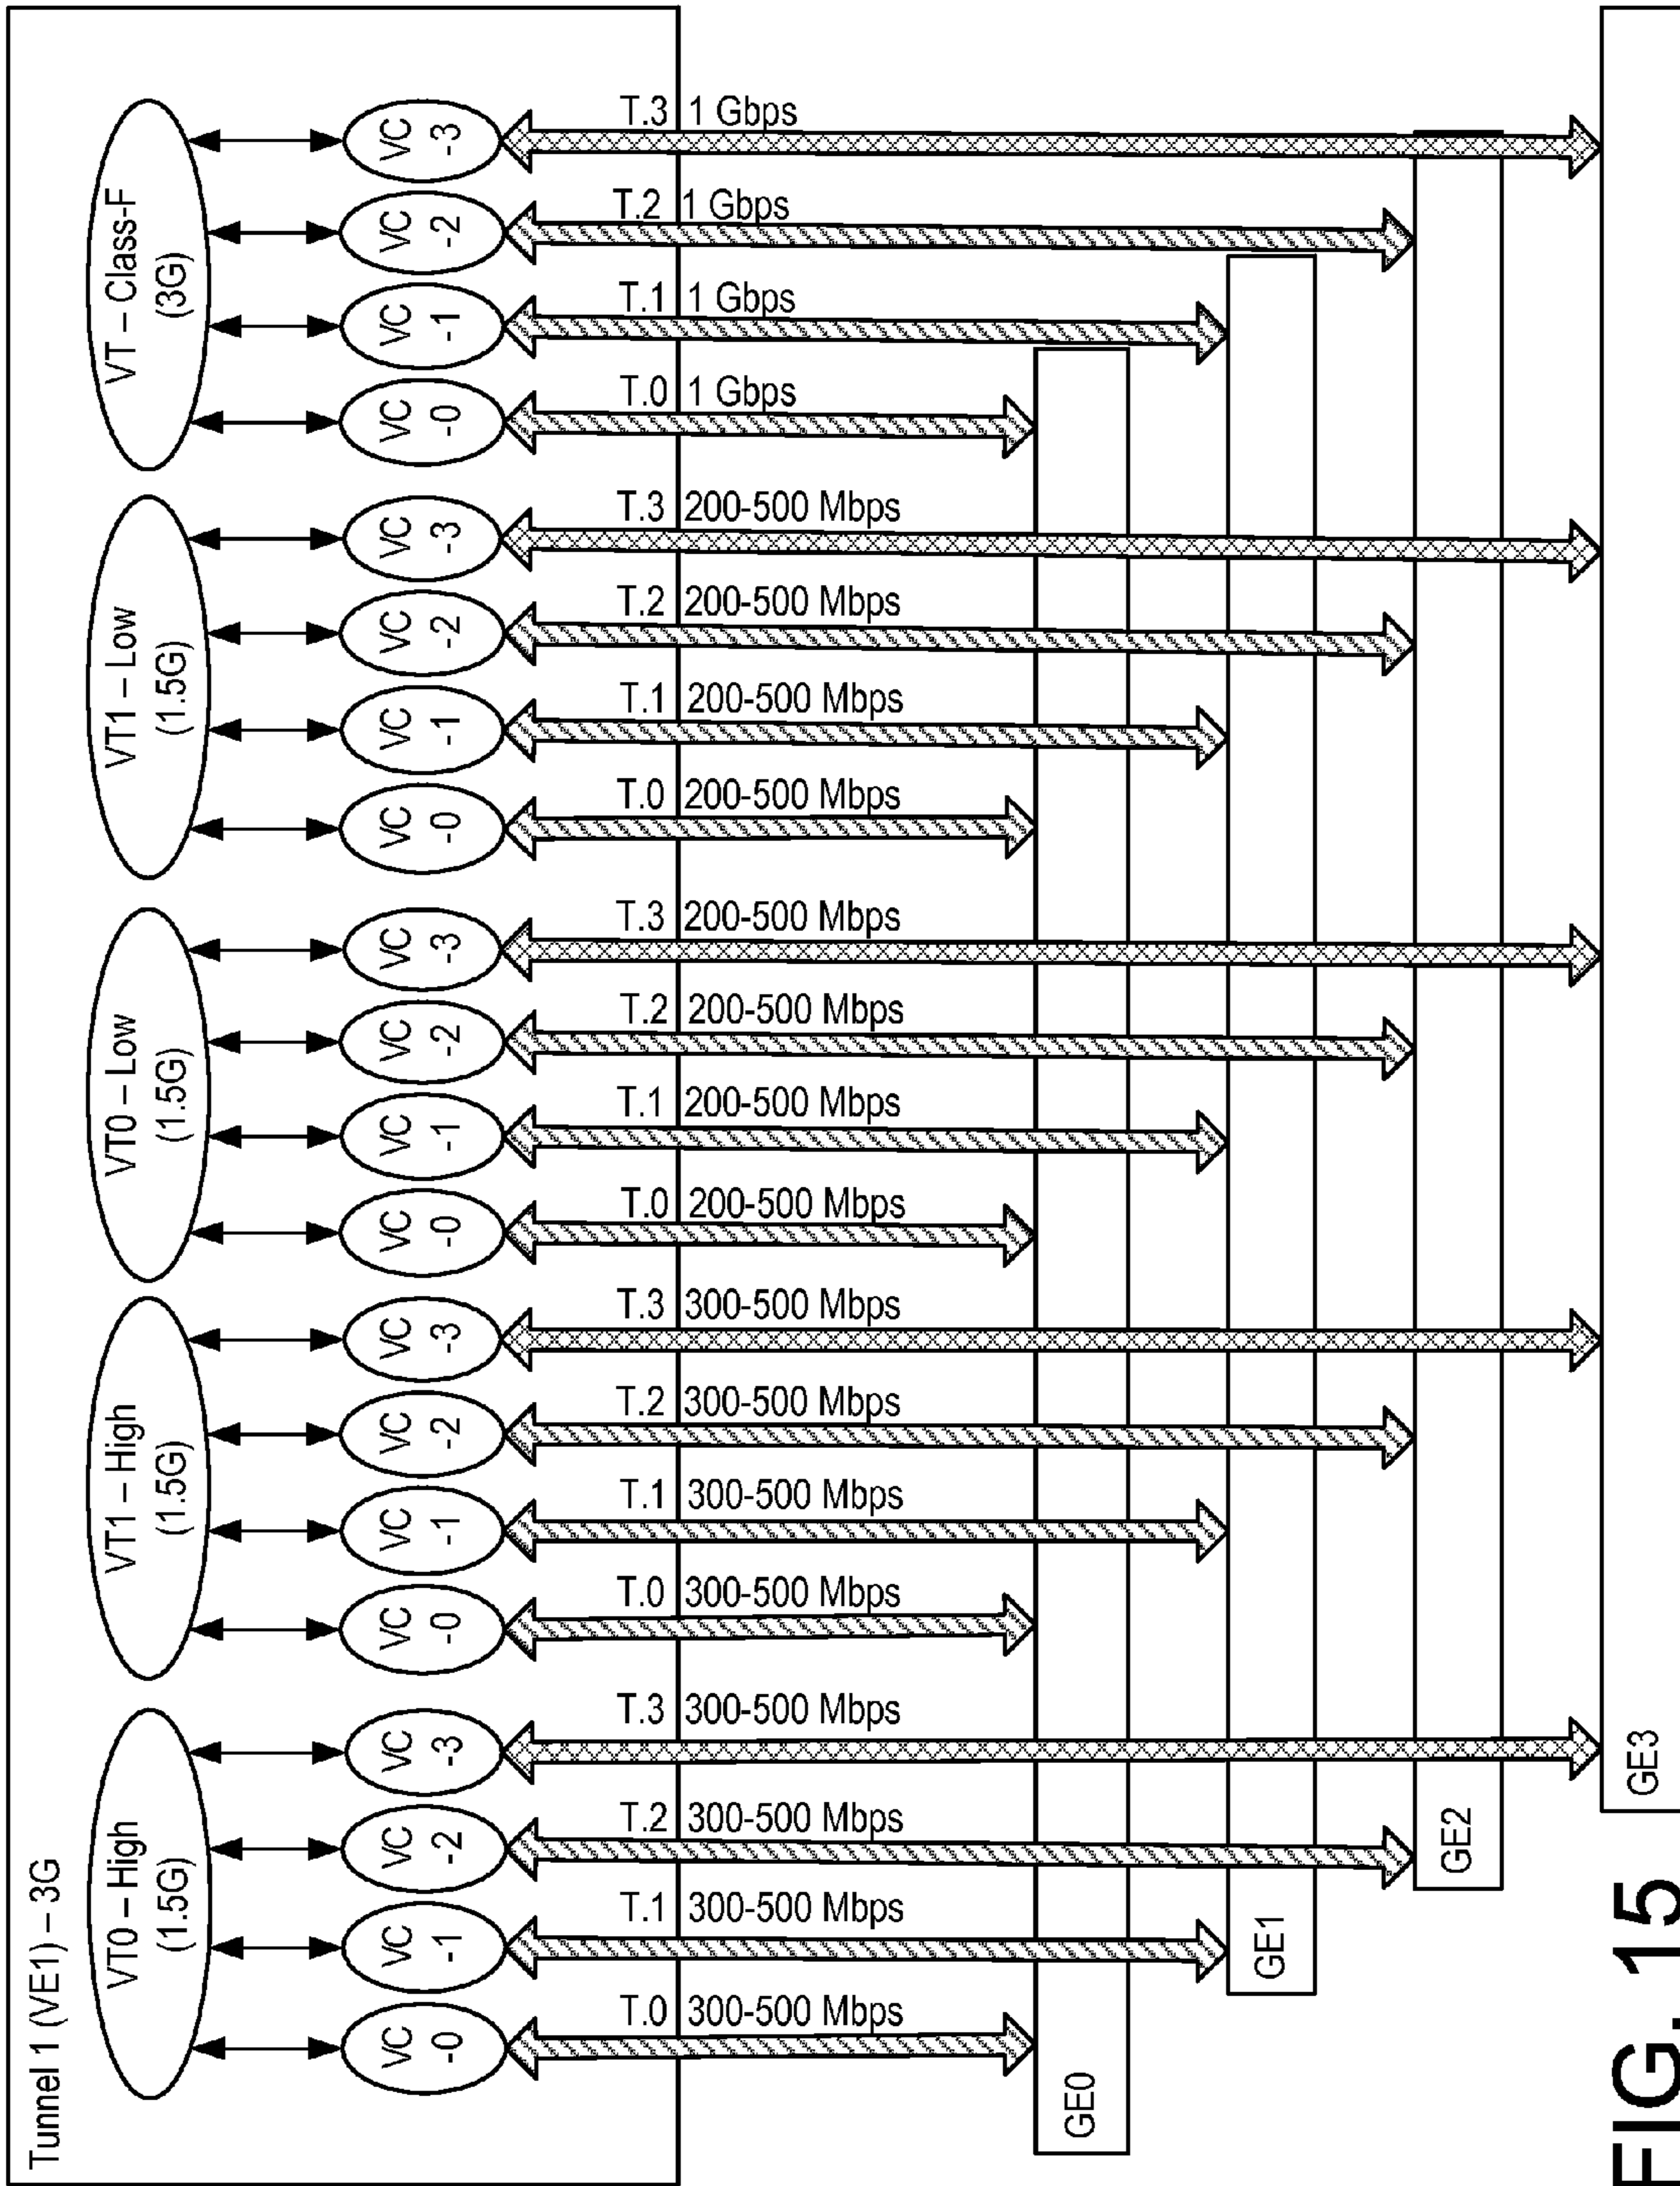 Tunnel 1 (VE1) – 3G
VT0 – High
(1.5G)
VT1 – High
(1.5G)
VT0 – Low
(1.5G)
VT1 – Low
(1.5G)
VT – Class-F
(3G)
VC
-0
VC
-1
VC
-2
VC
-3
VC
-0
VC
-1
VC
-2
VC
-3
VC
-0
VC
-1
VC
-2
VC
-3
VC
-0
VC
-1
VC
-2
VC
-3
VC
-0
VC
-1
VC
-2
VC
-3
T.0 300-500 Mbps
T.1 300-500 Mbps
T.2 300-500 Mbps
T.3 300-500 Mbps
T.0 300-500 Mbps
T.1 300-500 Mbps
T.2 300-500 Mbps
T.3 300-500 Mbps
T.0 200-500 Mbps
T.1 200-500 Mbps
T.2 200-500 Mbps
T.3 200-500 Mbps
T.0 200-500 Mbps
T.1 200-500 Mbps
T.2 200-500 Mbps
T.3 200-500 Mbps
T.0 1 Gbps
T.1 1 Gbps
T.2 1 Gbps
T.3 1 Gbps
GE0
GE1
GE2
GE3
FIG. 15